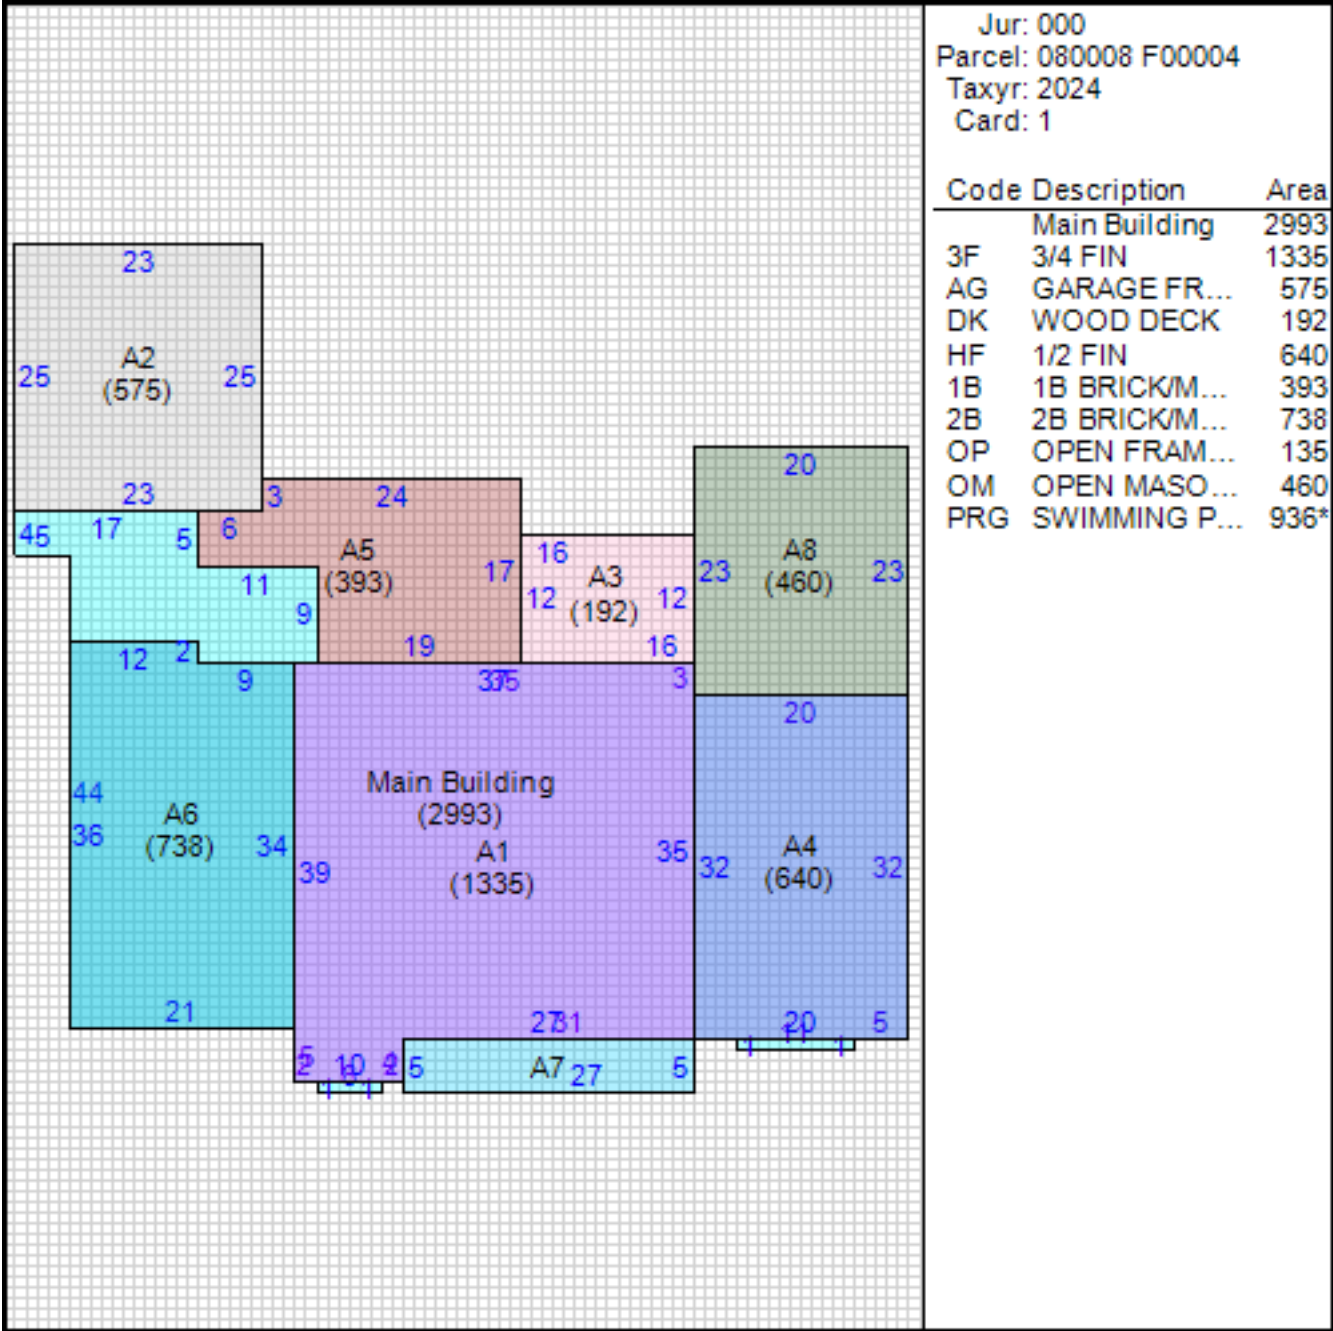 Jur: 000
Parcel: 080008 F00004
Taxyr: 2024
Card: 1
Code Description Area
Main Building 2993
3F 3/4 FIN 1335
AG GARAGE FR... 575
DK WOOD DECK 192
HF 1/2 FIN 640
1B 1B BRICK/M... 393
2B 2B BRICK/M... 738
OP OPEN FRAM... 135
OM OPEN MASO... 460
PRG SWIMMING P... 936*
23
A2
25 25
(575)
23
3 24
20
45 17 5 6
A5
(393)
16
A8
(460)
11 17
A3
(192)
12 12
23 23
9
19
16
12 2
9
3
20
Main Building
(2993)
44
A6
(738)
36 34
A1
(1335)
39 35
A4
(640)
32 32
21
20 5
10
5 A7 27 5